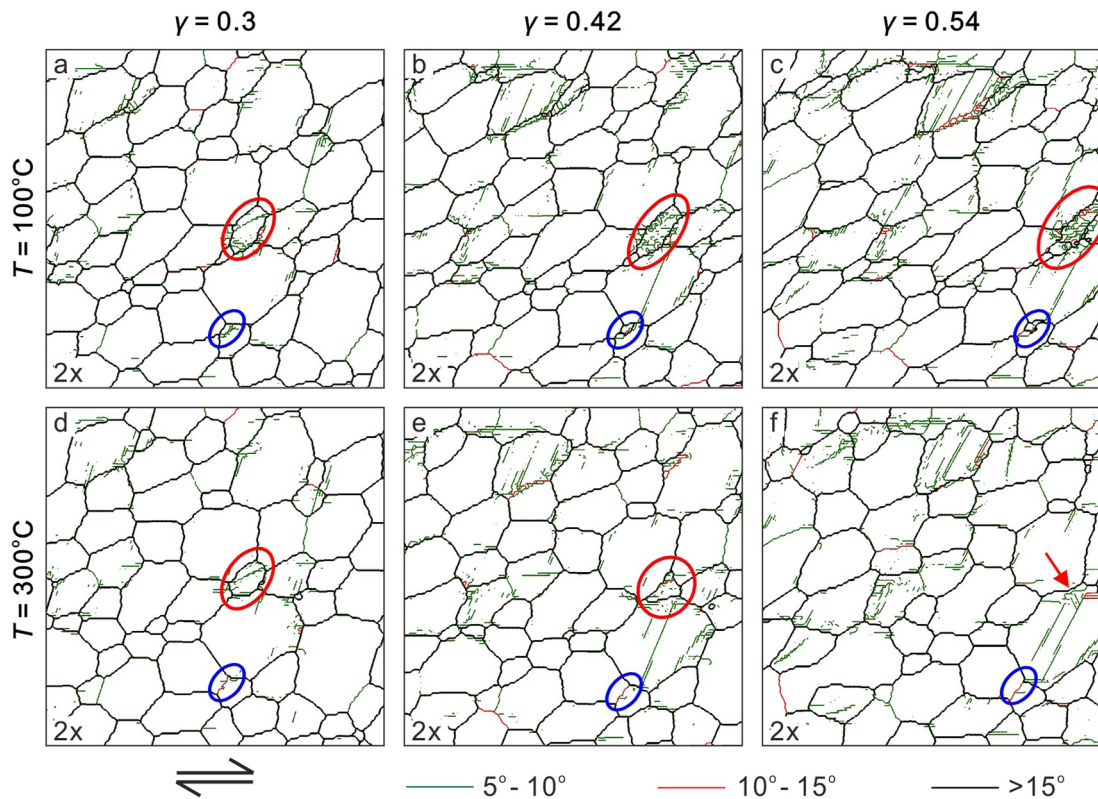 γ = 0.3 γ = 0.42 γ = 0.54
T = 100°C
a b c
2x 2x 2x
T = 300°C
d e f
2x 2x 2x
5° - 10° 10° - 15° >15°